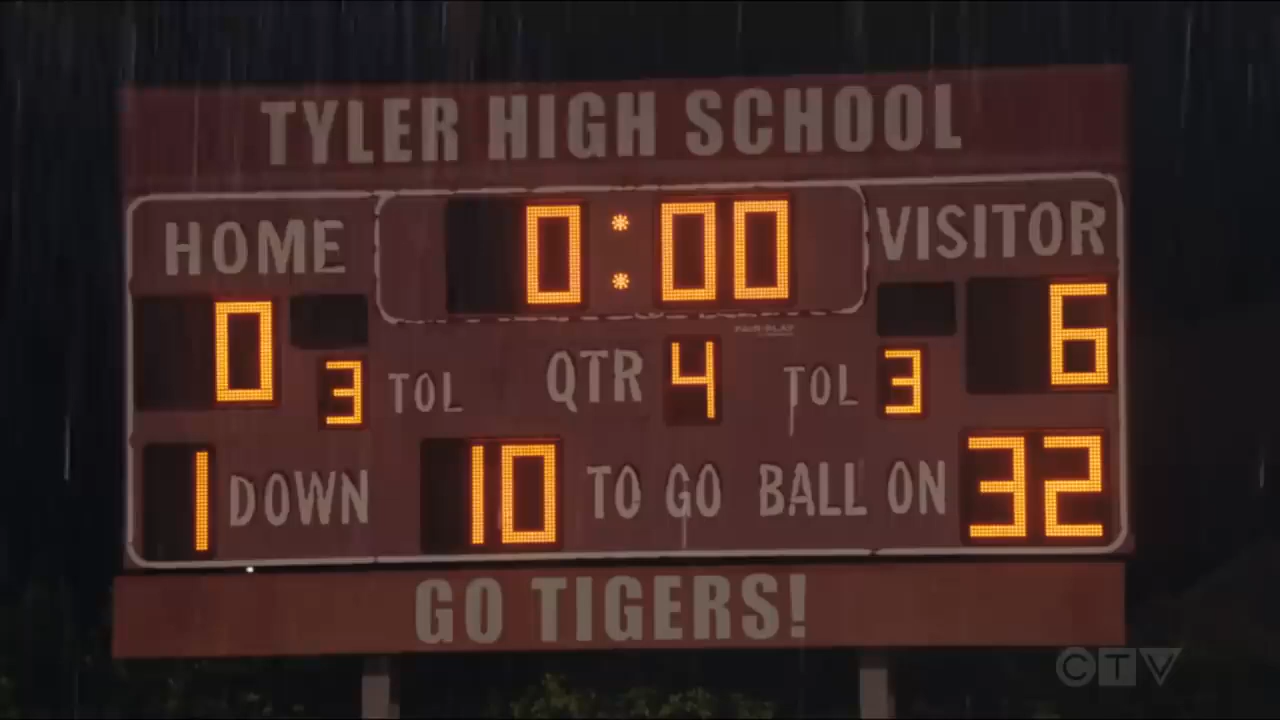 TYLER HIGH SCHOOL
HOME 0:00 VISITOR
0 6
3 TOL QTR 4 TOL 3
1 DOWN 10 TO GO BALL ON 32
GO TIGERS!
CTV